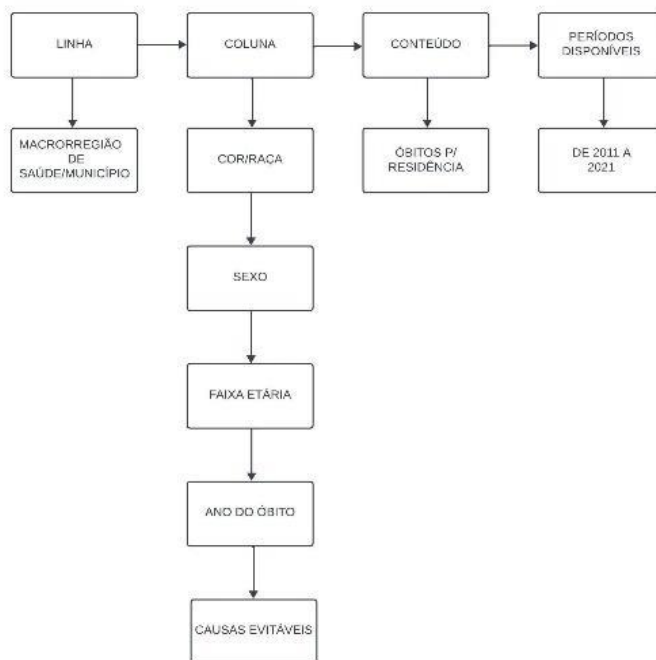 LINHA
COLUNA
CONTEÚDO
PERÍODOS
DISPONÍVEIS
MACRORREGIÃO
DE
SAÚDE/MUNICÍPIO
COR/RAÇA
ÓBITOS P/
RESIDÊNCIA
DE 2011 A
2021
SEXO
FAIXA ETÁRIA
ANO DO ÓBITO
CAUSAS EVITÁVEIS